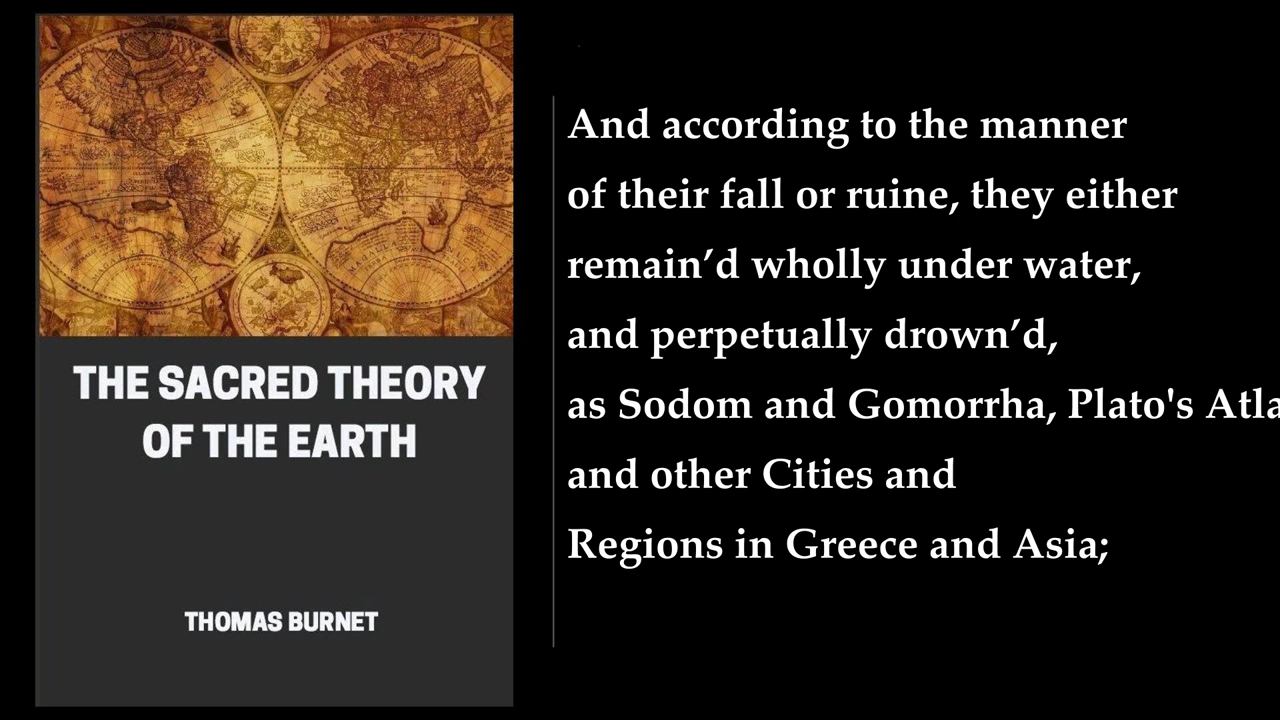 THE SACRED THEORY
OF THE EARTH
THOMAS BURNET
And according to the manner
of their fall or ruine, they either
remain’d wholly under water,
and perpetually drown’d,
as Sodom and Gomorrha, Plato's Atla
and other Cities and
Regions in Greece and Asia;